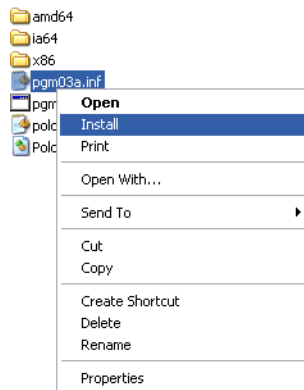 amd64
ia64
x86
pgm03a.inf
pgm
polc
Polc
Open
Install
Print
Open With...
Send To
Cut
Copy
Create Shortcut
Delete
Rename
Properties